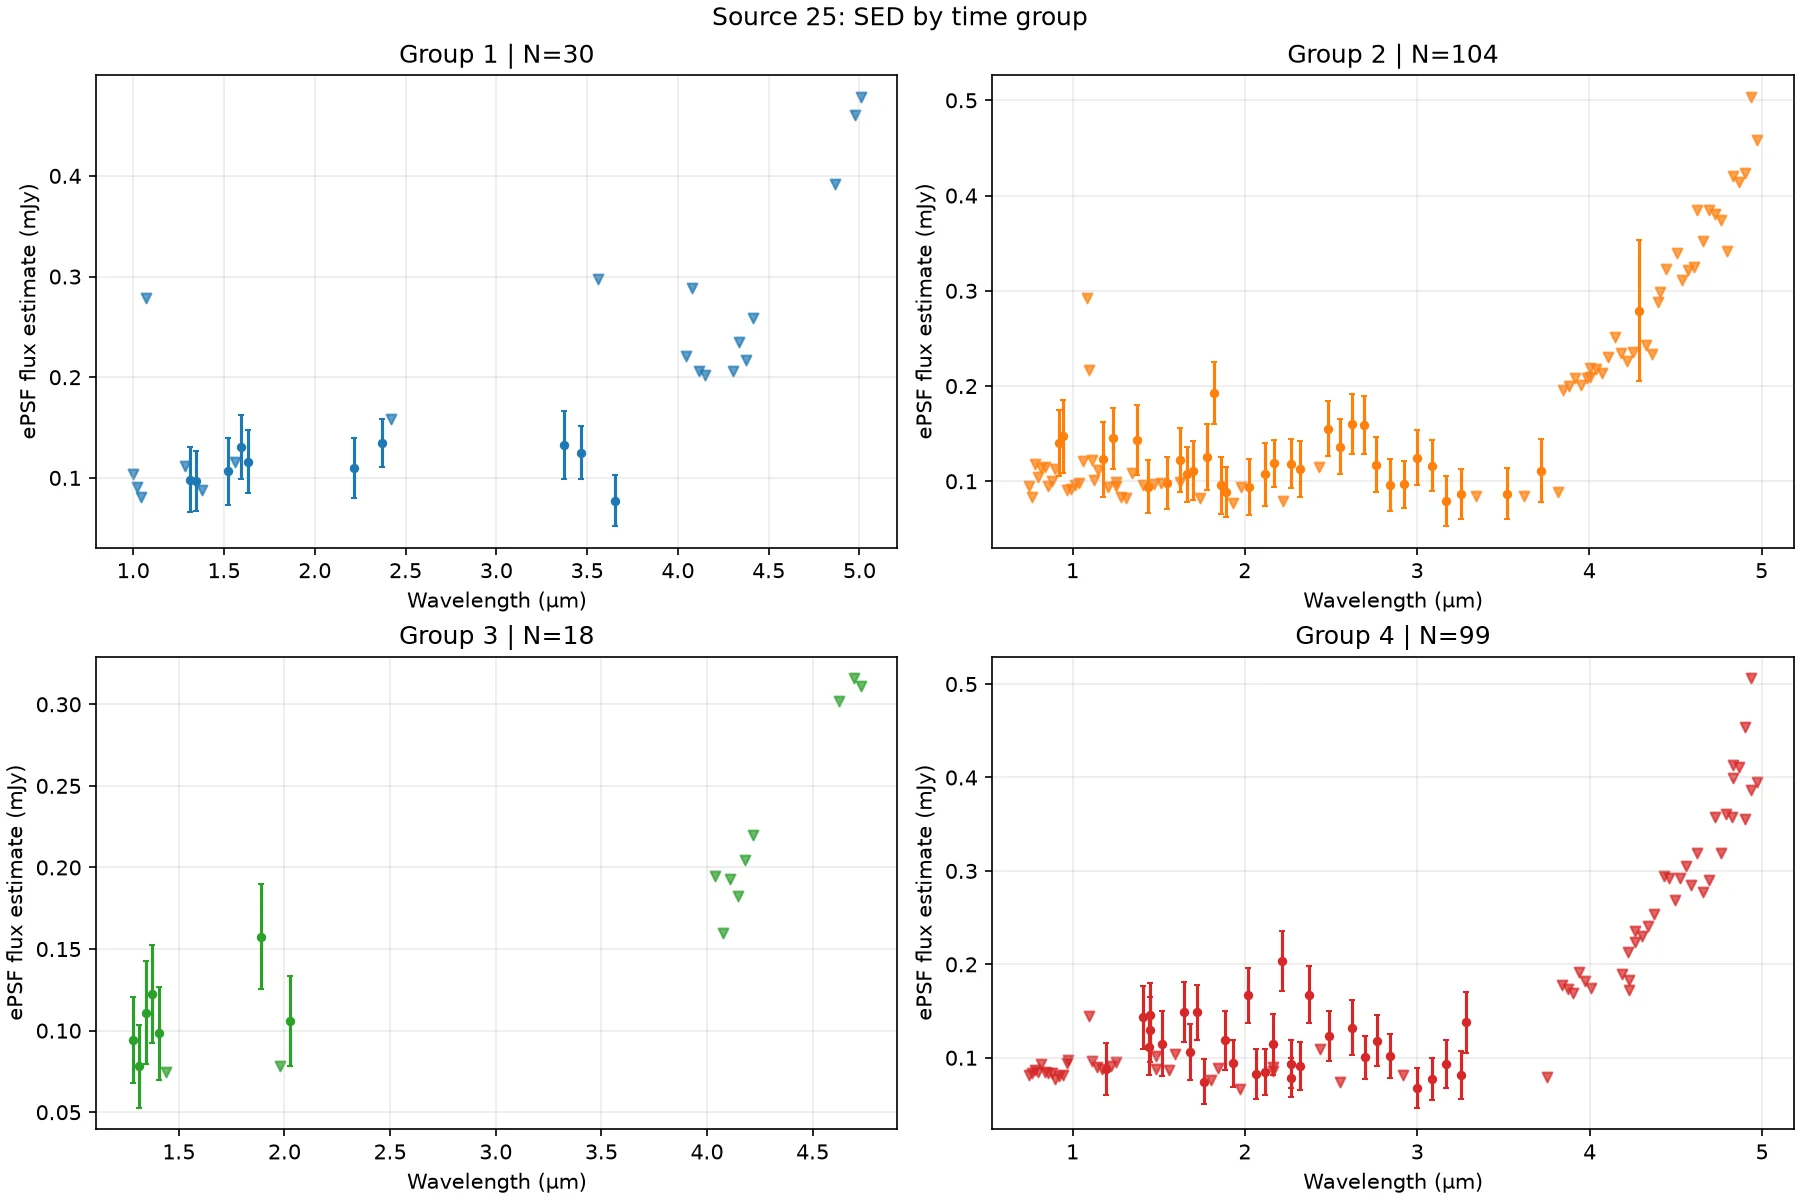 Source 25: SED by time group
Group 1 | N=30
ePSF flux estimate (mJy)
0.4
0.3
0.2
0.1
1.0 1.5 2.0 2.5 3.0 3.5 4.0 4.5 5.0
Wavelength (µm)
Group 2 | N=104
ePSF flux estimate (mJy)
0.5
0.4
0.3
0.2
0.1
1 2 3 4 5
Wavelength (µm)
Group 3 | N=18
ePSF flux estimate (mJy)
0.30
0.25
0.20
0.15
0.10
0.05
1.5 2.0 2.5 3.0 3.5 4.0 4.5
Wavelength (µm)
Group 4 | N=99
ePSF flux estimate (mJy)
0.5
0.4
0.3
0.2
0.1
1 2 3 4 5
Wavelength (µm)